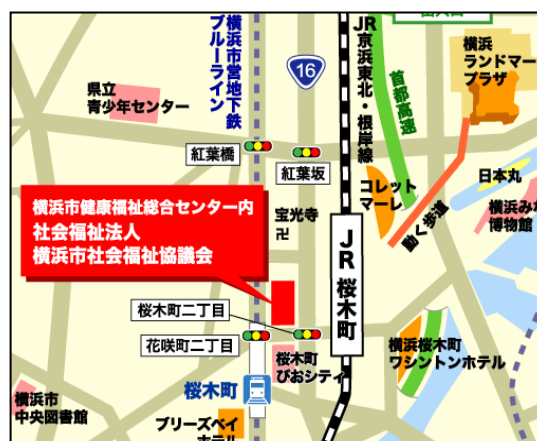 横浜市営地下鉄
ブルーライン
16
JR京浜東北・根岸線
首都高速
横浜
ランドマー
プラザ
県立
青少年センター
紅葉橋
紅葉坂
コレット
マーレ
日本丸
動く歩道
横浜み
博物館
横浜市健康福祉総合センター内
社会福祉法人
横浜市社会福祉協議会
宝光寺
卍
JR桜木町
桜木町二丁目
花咲町二丁目
桜木町
ぴおシティ
横浜桜木町
ワシントンホテル
桜木町
横浜市
中央図書館
ブリーズベイ
ホテル